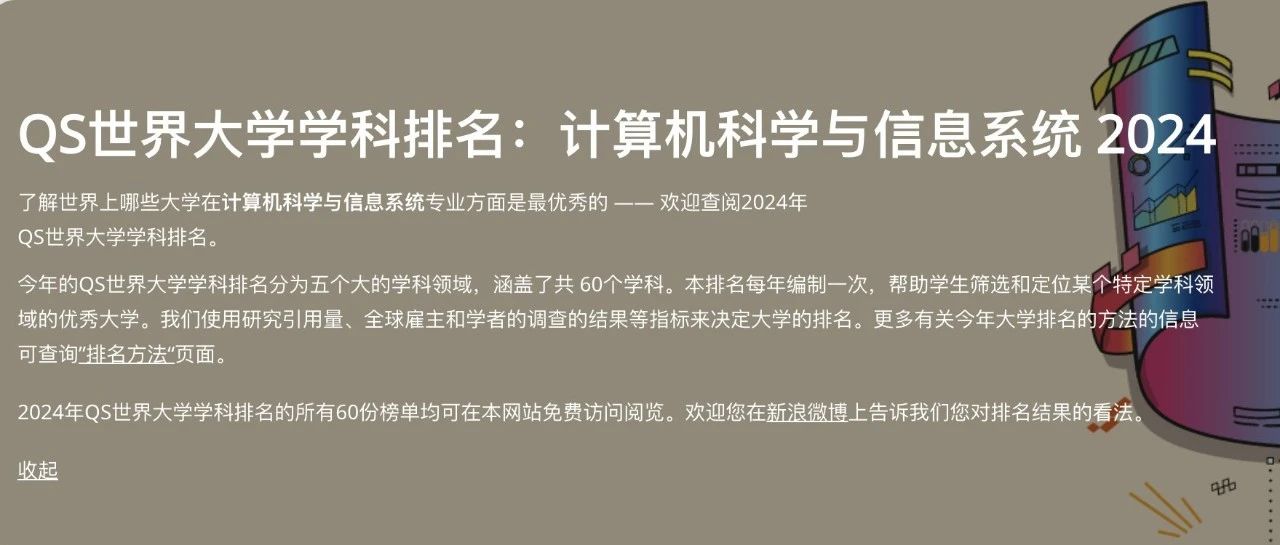 QS世界大学学科排名：计算机科学与信息系统 2024
了解世界上哪些大学在计算机科学与信息系统专业方面是最优秀的 —— 欢迎查阅2024年
QS世界大学学科排名。
今年的QS世界大学学科排名分为五个大的学科领域，涵盖了共 60个学科。本排名每年编制一次，帮助学生筛选和定位某个特定学科领
域的优秀大学。我们使用研究引用量、全球雇主和学者的调查的结果等指标来决定大学的排名。更多有关今年大学排名的方法的信息
可查询”排名方法“页面。
2024年QS世界大学学科排名的所有60份榜单均可在本网站免费访问阅览。欢迎您在新浪微博上告诉我们您对排名结果的看法。
收起